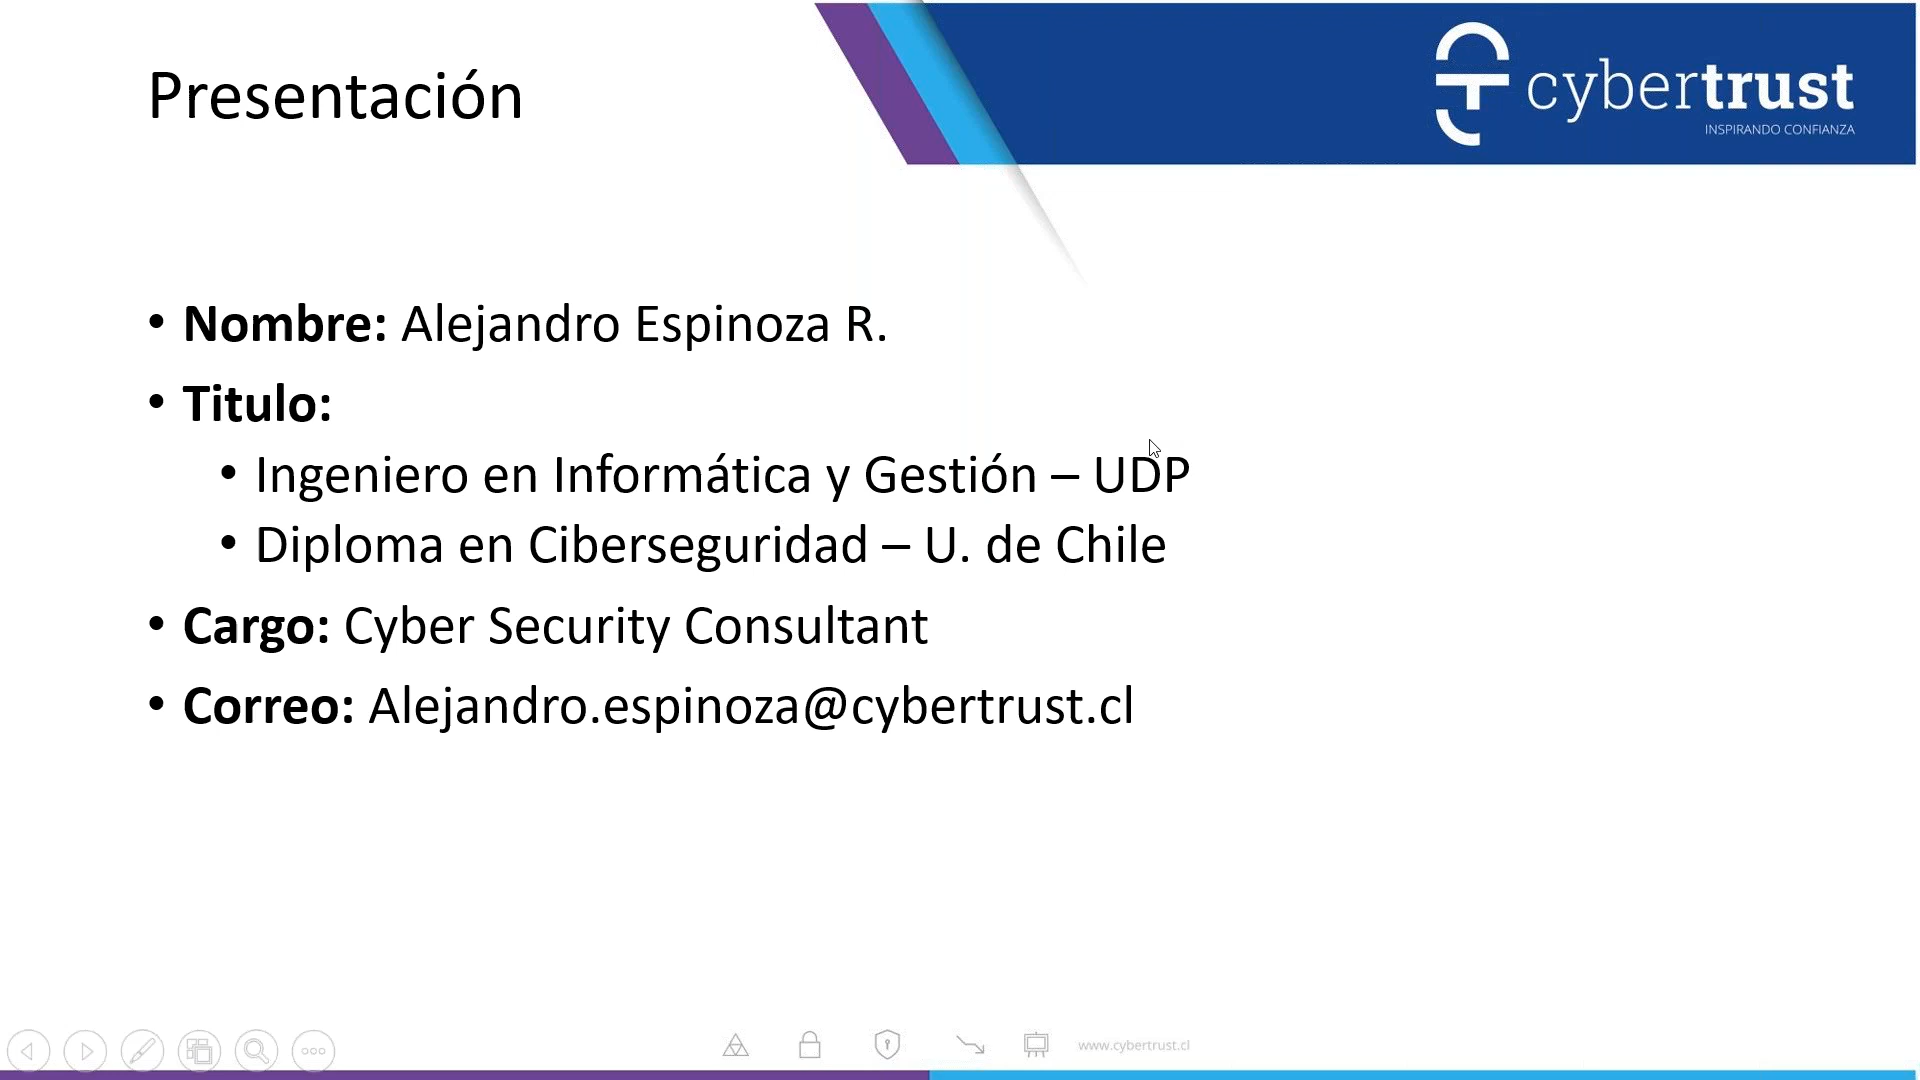 Presentación
cybertrust
INSPIRANDO CONFIANZA
• Nombre: Alejandro Espinoza R.
• Titulo:
• Ingeniero en Informática y Gestión – UDP
• Diploma en Ciberseguridad – U. de Chile
• Cargo: Cyber Security Consultant
• Correo: Alejandro.espinoza@cybertrust.cl
www.cybertrust.cl